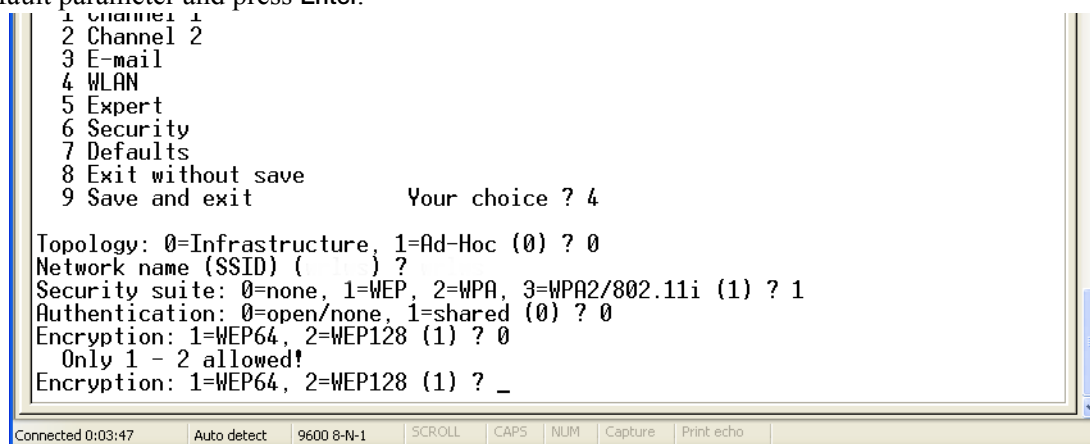 fault parameter and press Enter.
1 Channel 1
2 Channel 2
3 E-mail
4 WLAN
5 Expert
6 Security
7 Defaults
8 Exit without save
9 Save and exit Your choice ? 4
Topology: 0=Infrastructure, 1=Ad-Hoc (0) ? 0
Network name (SSID) ( ) ?
Security suite: 0=none, 1=WEP, 2=WPA, 3=WPA2/802.11i (1) ? 1
Authentication: 0=open/none, 1=shared (0) ? 0
Encryption: 1=WEP64, 2=WEP128 (1) ? 0
Only 1 - 2 allowed!
Encryption: 1=WEP64, 2=WEP128 (1) ? _
Connected 0:03:47 Auto detect 9600 8-N-1 SCROLL CAPS NUM Capture Print echo